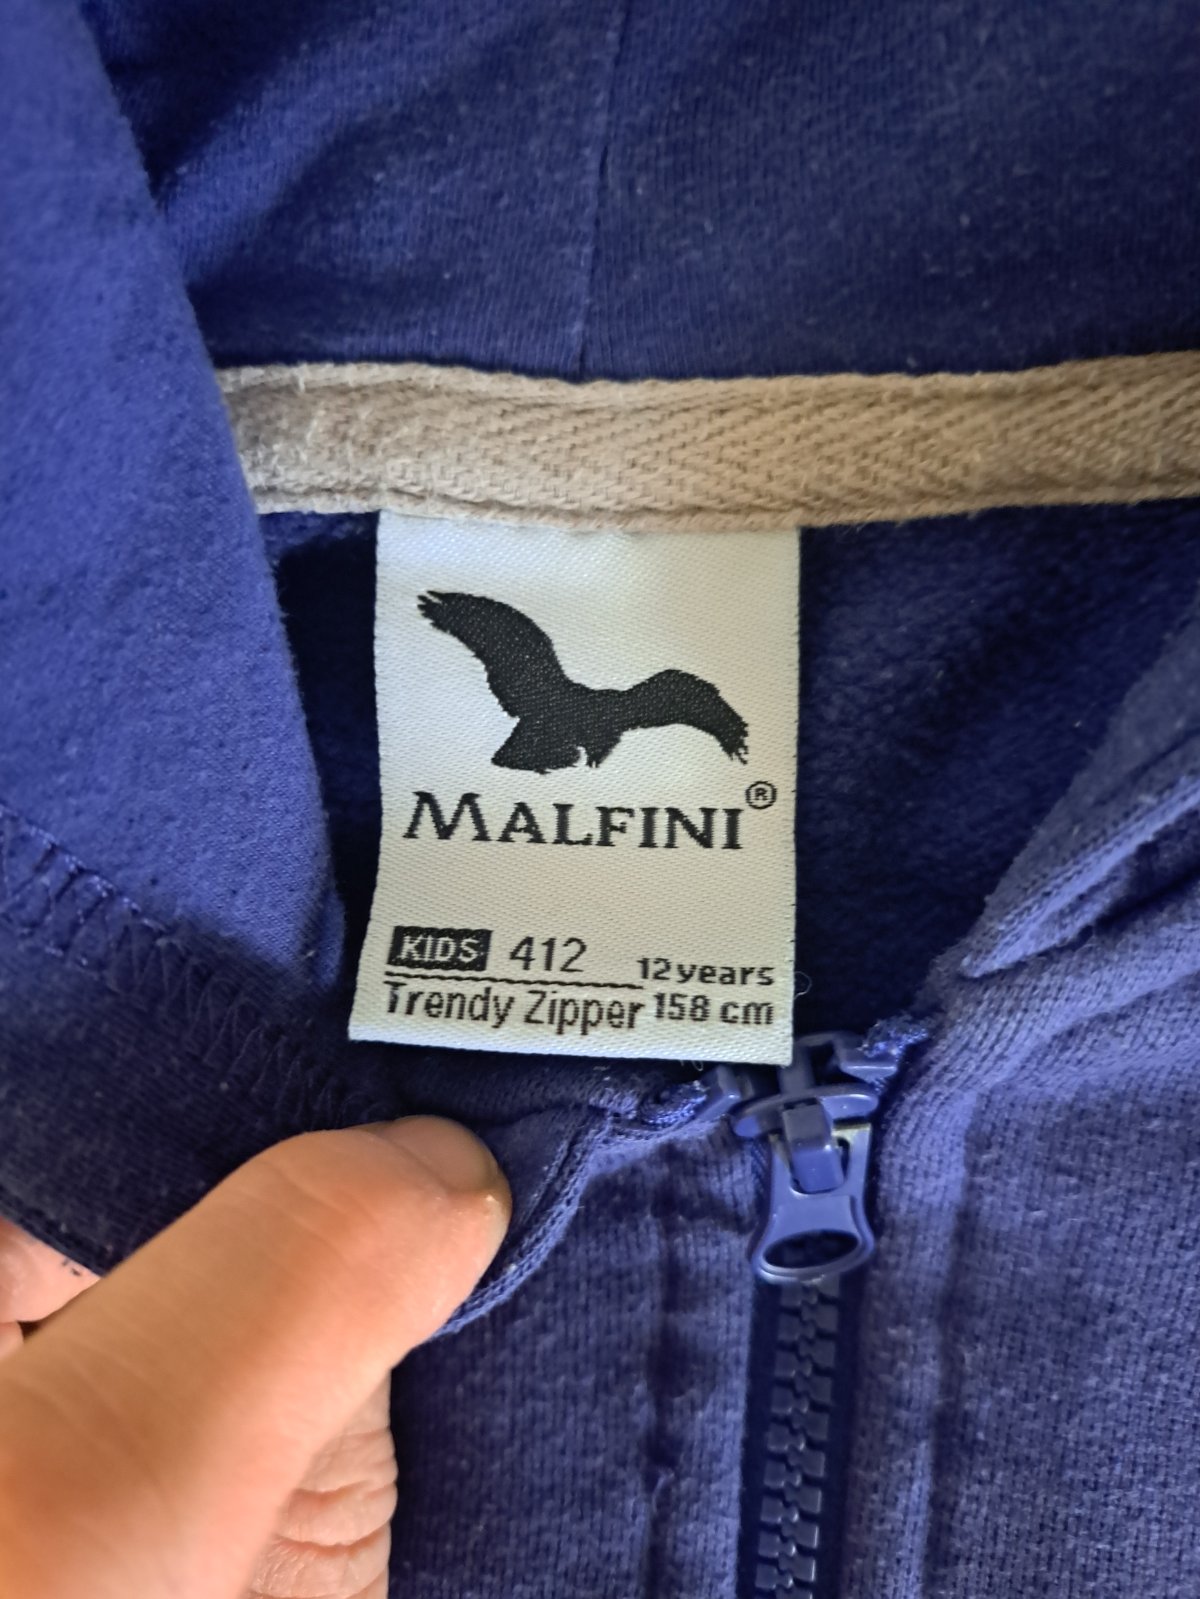 MALFINI®
KIDS 412 12 years
Trendy Zipper 158 cm